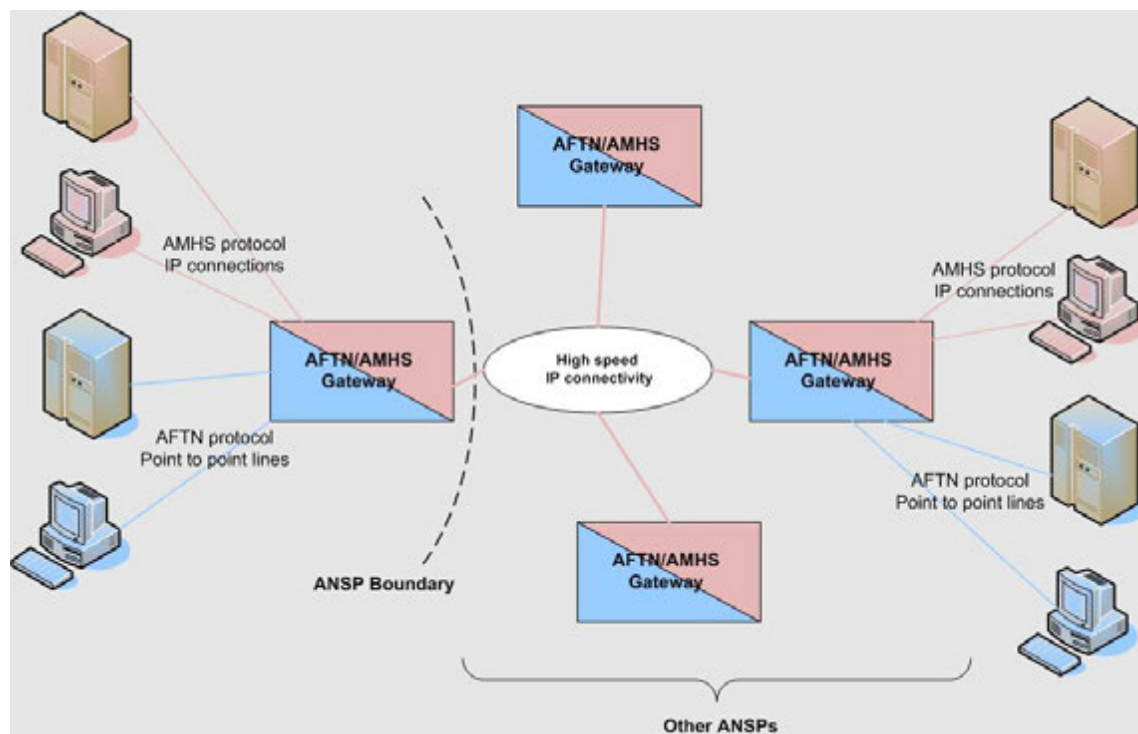 AFTN/AMHS
Gateway
AMHS protocol
IP connections
AMHS protocol
IP connections
AFTN/AMHS
Gateway
High speed
IP connectivity
AFTN/AMHS
Gateway
AFTN protocol
Point to point lines
AFTN protocol
Point to point lines
AFTN/AMHS
Gateway
ANSP Boundary
Other ANSPs